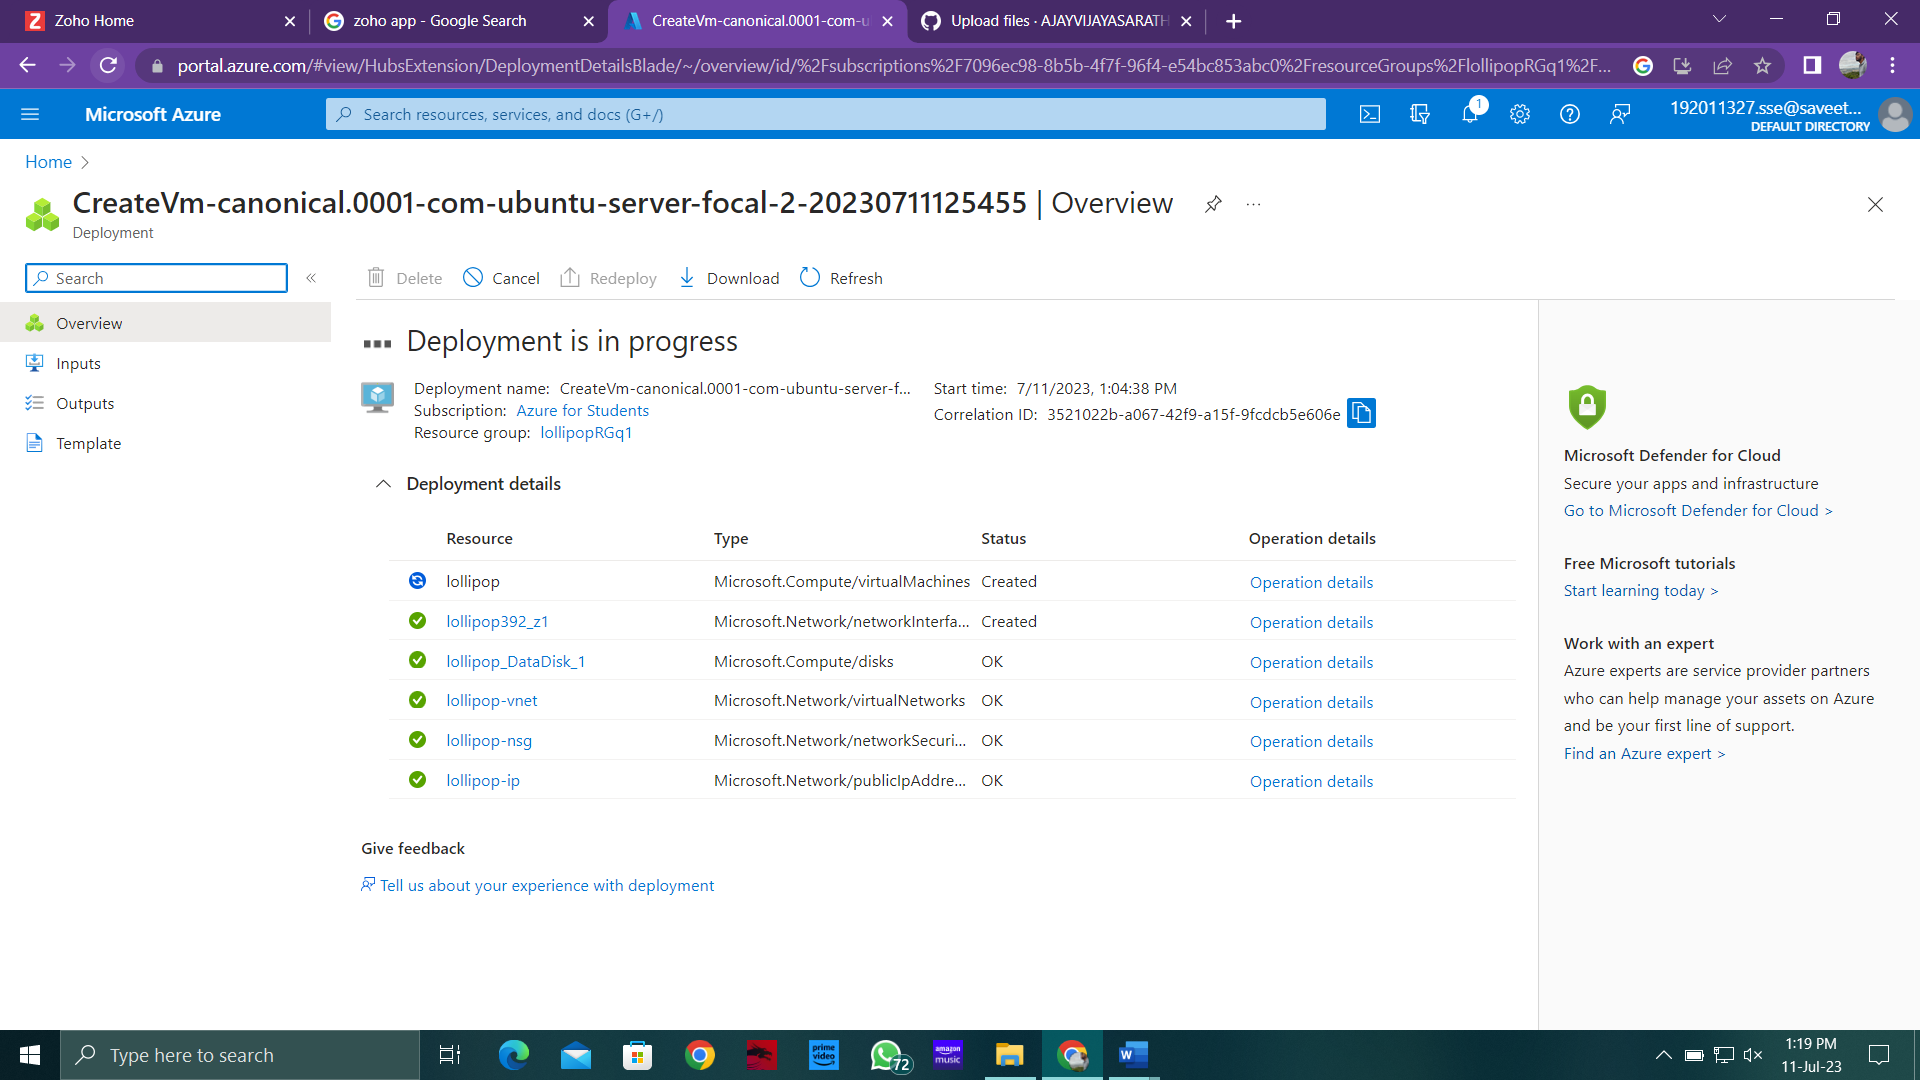 Zoho Home
zoho app - Google Search
CreateVm-canonical.0001-com-u
Upload files · AJAYVIJAYASARATH
portal.azure.com/#view/HubsExtension/DeploymentDetailsBlade/~/overview/id/%2Fsubscriptions%2F7096ec98-8b5b-4f7f-96f4-e54bc853abc0%2FresourceGroups%2FlollipopRGq1%2F...
Microsoft Azure
Search resources, services, and docs (G+/)
1
192011327.sse@saveet...
DEFAULT DIRECTORY
Home
CreateVm-canonical.0001-com-ubuntu-server-focal-2-20230711125455 | Overview
...
Deployment
Search
«
Delete
Cancel
Redeploy
Download
Refresh
Overview
Inputs
Outputs
Template
Deployment is in progress
Deployment name: CreateVm-canonical.0001-com-ubuntu-server-f...
Subscription: Azure for Students
Resource group: lollipopRGq1
Start time: 7/11/2023, 1:04:38 PM
Correlation ID: 3521022b-a067-42f9-a15f-9fcdcb5e606e
Deployment details
Resource Type Status Operation details
lollipop Microsoft.Compute/virtualMachines Created Operation details
lollipop392_z1 Microsoft.Network/networkInterfa... Created Operation details
lollipop_DataDisk_1 Microsoft.Compute/disks OK Operation details
lollipop-vnet Microsoft.Network/virtualNetworks OK Operation details
lollipop-nsg Microsoft.Network/networkSecuri... OK Operation details
lollipop-ip Microsoft.Network/publicIpAddre... OK Operation details
Give feedback
Tell us about your experience with deployment
Microsoft Defender for Cloud
Secure your apps and infrastructure
Go to Microsoft Defender for Cloud >
Free Microsoft tutorials
Start learning today >
Work with an expert
Azure experts are service provider partners
who can help manage your assets on Azure
and be your first line of support.
Find an Azure expert >
Type here to search
prime
video
72
amazon
music
W
1:19 PM
11-Jul-23